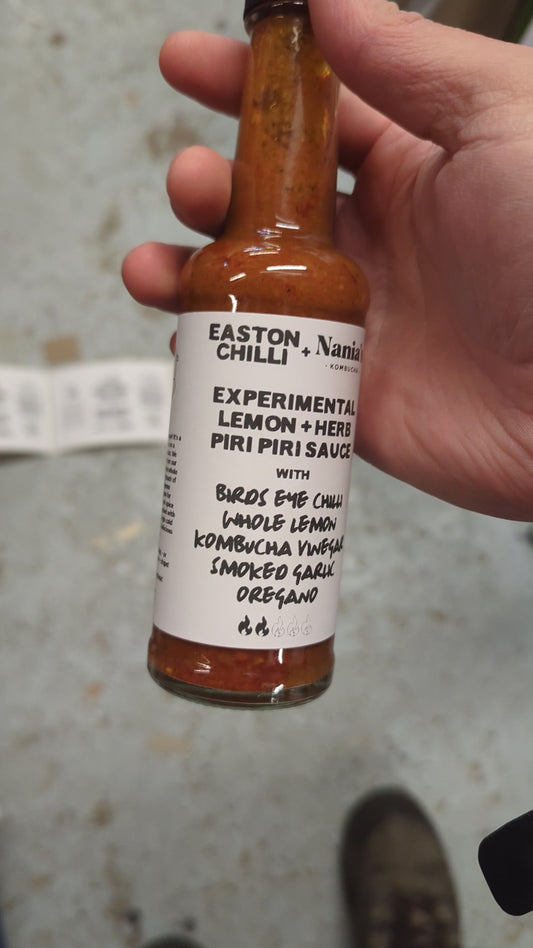 EASTON
CHILLI
+
Nania's
KOMBUCHA
EXPERIMENTAL
LEMON + HERB
PIRI PIRI SAUCE
WITH
BIRDS EYE CHILLI
WHOLE LEMON
KOMBUCHA VINEGAR
SMOKED GARLIC
OREGANO